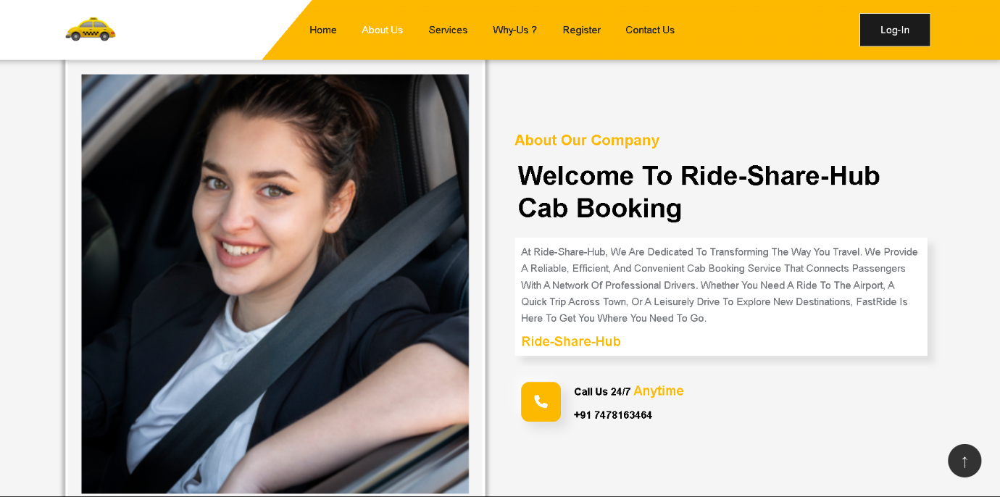 Home
About Us
Services
Why-Us ?
Register
Contact Us
Log-In
About Our Company
Welcome To Ride-Share-Hub
Cab Booking
At Ride-Share-Hub, We Are Dedicated To Transforming The Way You Travel. We Provide
A Reliable, Efficient, And Convenient Cab Booking Service That Connects Passengers
With A Network Of Professional Drivers. Whether You Need A Ride To The Airport, A
Quick Trip Across Town, Or A Leisurely Drive To Explore New Destinations, FastRide Is
Here To Get You Where You Need To Go.
Ride-Share-Hub
Call Us 24/7 Anytime
+91 7478163464